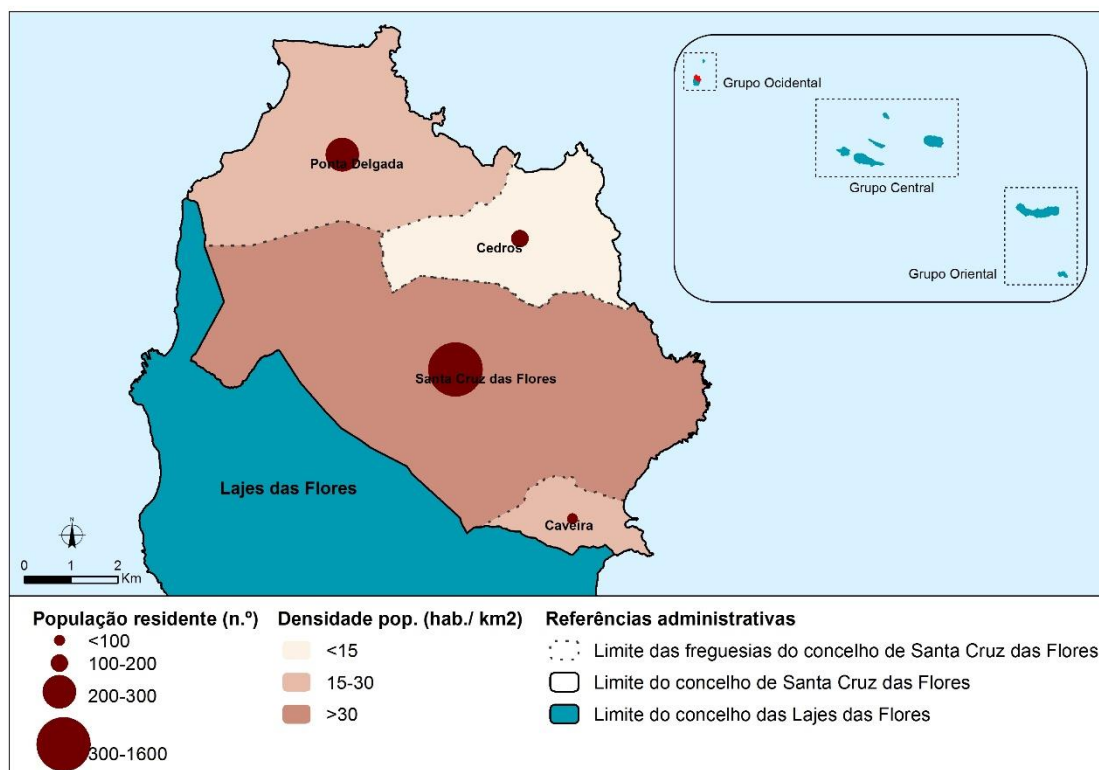 Grupo Ocidental
Grupo Central
Grupo Oriental
Ponta Delgada
Cedros
Santa Cruz das Flores
Lajes das Flores
Caveira
N
0 1 2
Km
População residente (n.º)
<100
100-200
200-300
300-1600
Densidade pop. (hab./ km2)
<15
15-30
>30
Referências administrativas
Limite das freguesias do concelho de Santa Cruz das Flores
Limite do concelho de Santa Cruz das Flores
Limite do concelho das Lajes das Flores